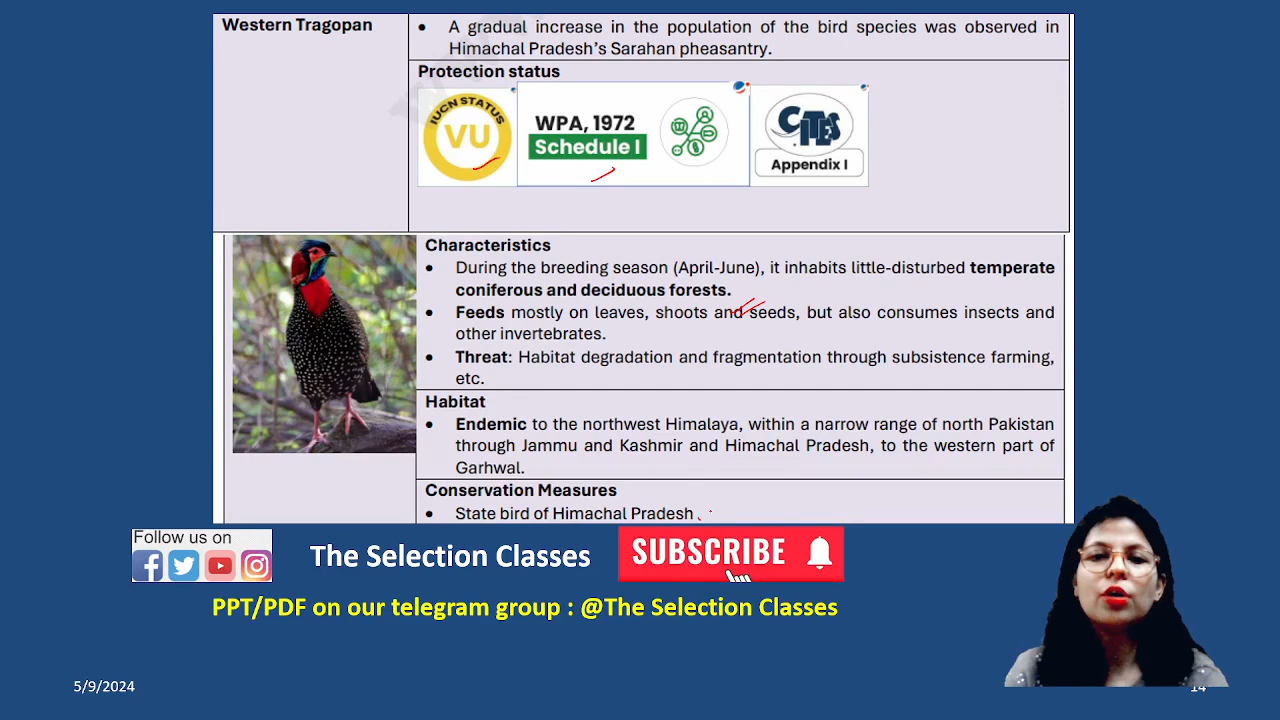 Western Tragopan
• A gradual increase in the population of the bird species was observed in
Himachal Pradesh's Sarahan pheasantry.
Protection status
IUCN STATUS
VU
WPA, 1972
Schedule I
CITES
Appendix I
Characteristics
• During the breeding season (April-June), it inhabits little-disturbed temperate
coniferous and deciduous forests.
• Feeds mostly on leaves, shoots and seeds, but also consumes insects and
other invertebrates.
• Threat: Habitat degradation and fragmentation through subsistence farming,
etc.
Habitat
• Endemic to the northwest Himalaya, within a narrow range of north Pakistan
through Jammu and Kashmir and Himachal Pradesh, to the western part of
Garhwal.
Conservation Measures
• State bird of Himachal Pradesh
Follow us on
The Selection Classes
SUBSCRIBE
PPT/PDF on our telegram group : @The Selection Classes
5/9/2024
14